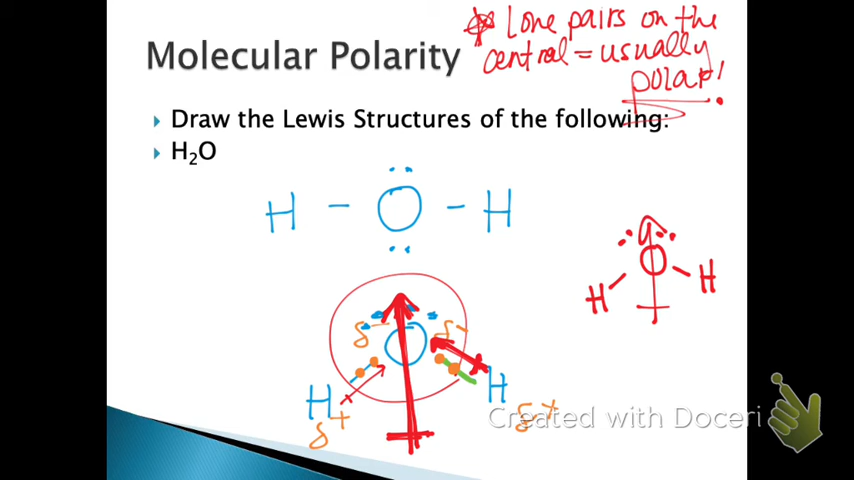 Lone pairs on the
Molecular Polarity
central = usually
polar!
Draw the Lewis Structures of the following:
H₂O
H - O - H
O
H
H
δ- δ-
O
H
H
δ+
δ+
Created with Doceri